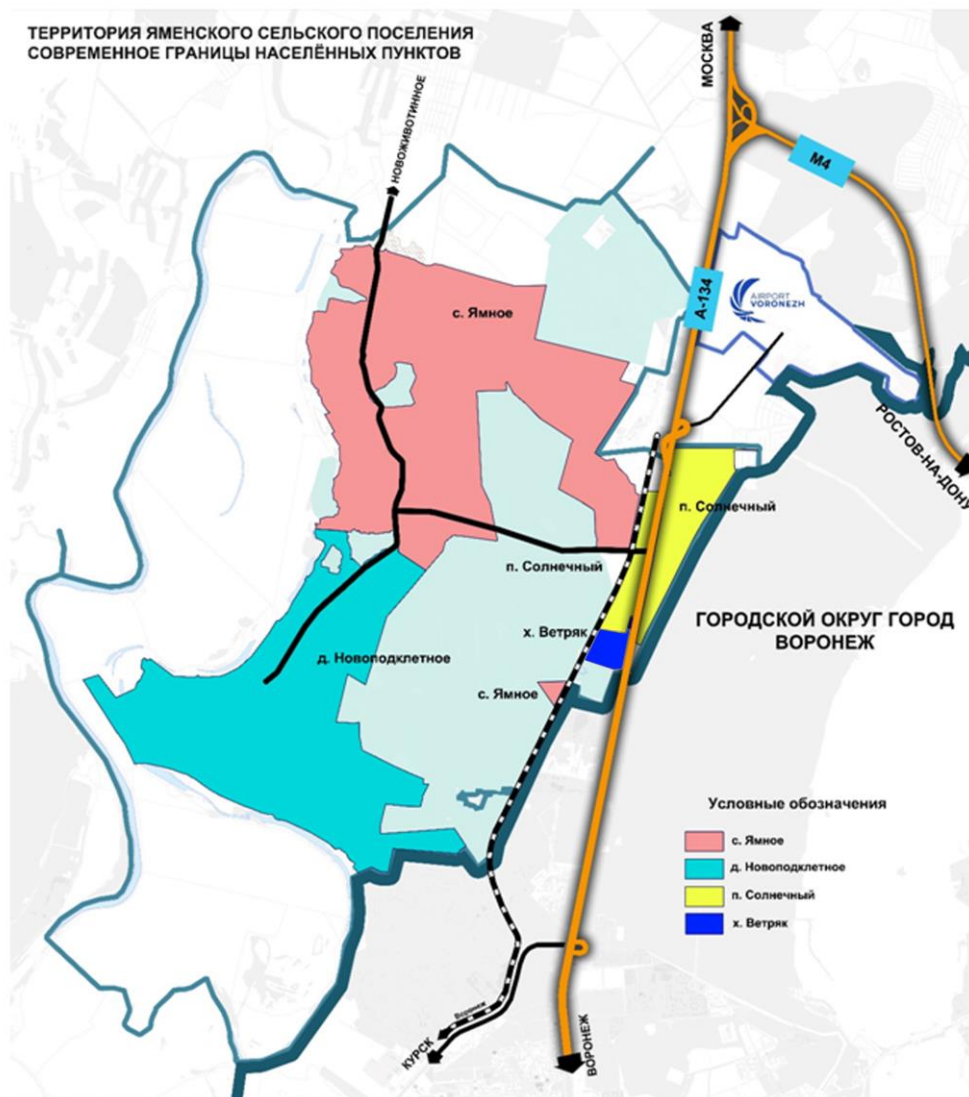 ТЕРРИТОРИЯ ЯМЕНСКОГО СЕЛЬСКОГО ПОСЕЛЕНИЯ
СОВРЕМЕННОЕ ГРАНИЦЫ НАСЕЛЁННЫХ ПУНКТОВ
МОСКВА
НОВОЖИВОТИННОЕ
М4
А-134
AIRPORT
VORONEZH
с. Ямное
РОСТОВ-НА-ДОНУ
п. Солнечный
п. Солнечный
ГОРОДСКОЙ ОКРУГ ГОРОД
ВОРОНЕЖ
х. Ветряк
д. Новоподклетное
с. Ямное
Условные обозначения
с. Ямное
д. Новоподклетное
п. Солнечный
х. Ветряк
Воронеж
КУРСК
ВОРОНЕЖ